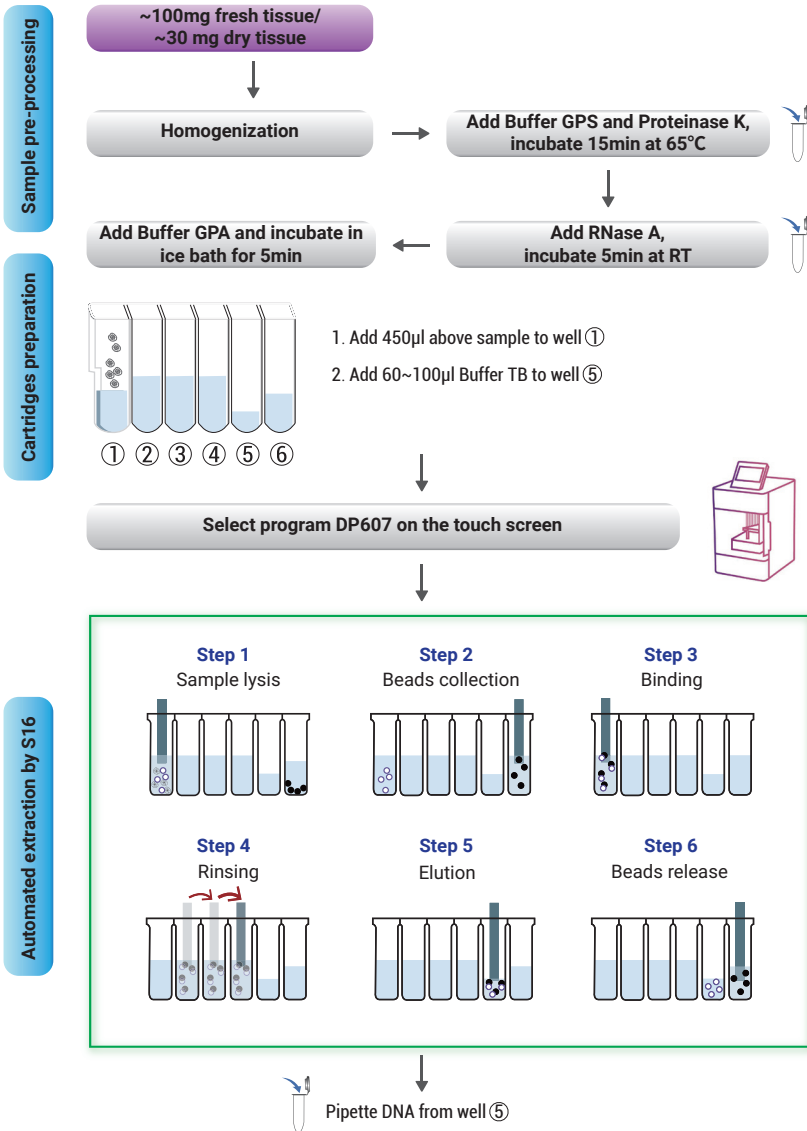 Sample pre-processing
~100mg fresh tissue/
~30 mg dry tissue
Homogenization
Add Buffer GPS and Proteinase K,
incubate 15min at 65°C
Add Buffer GPA and incubate in
ice bath for 5min
Add RNase A,
incubate 5min at RT
Cartridges preparation
1. Add 450µl above sample to well ①
2. Add 60~100µl Buffer TB to well ⑤
① ② ③ ④ ⑤ ⑥
Select program DP607 on the touch screen
Automated extraction by S16
Step 1
Sample lysis
Step 2
Beads collection
Step 3
Binding
Step 4
Rinsing
Step 5
Elution
Step 6
Beads release
Pipette DNA from well ⑤